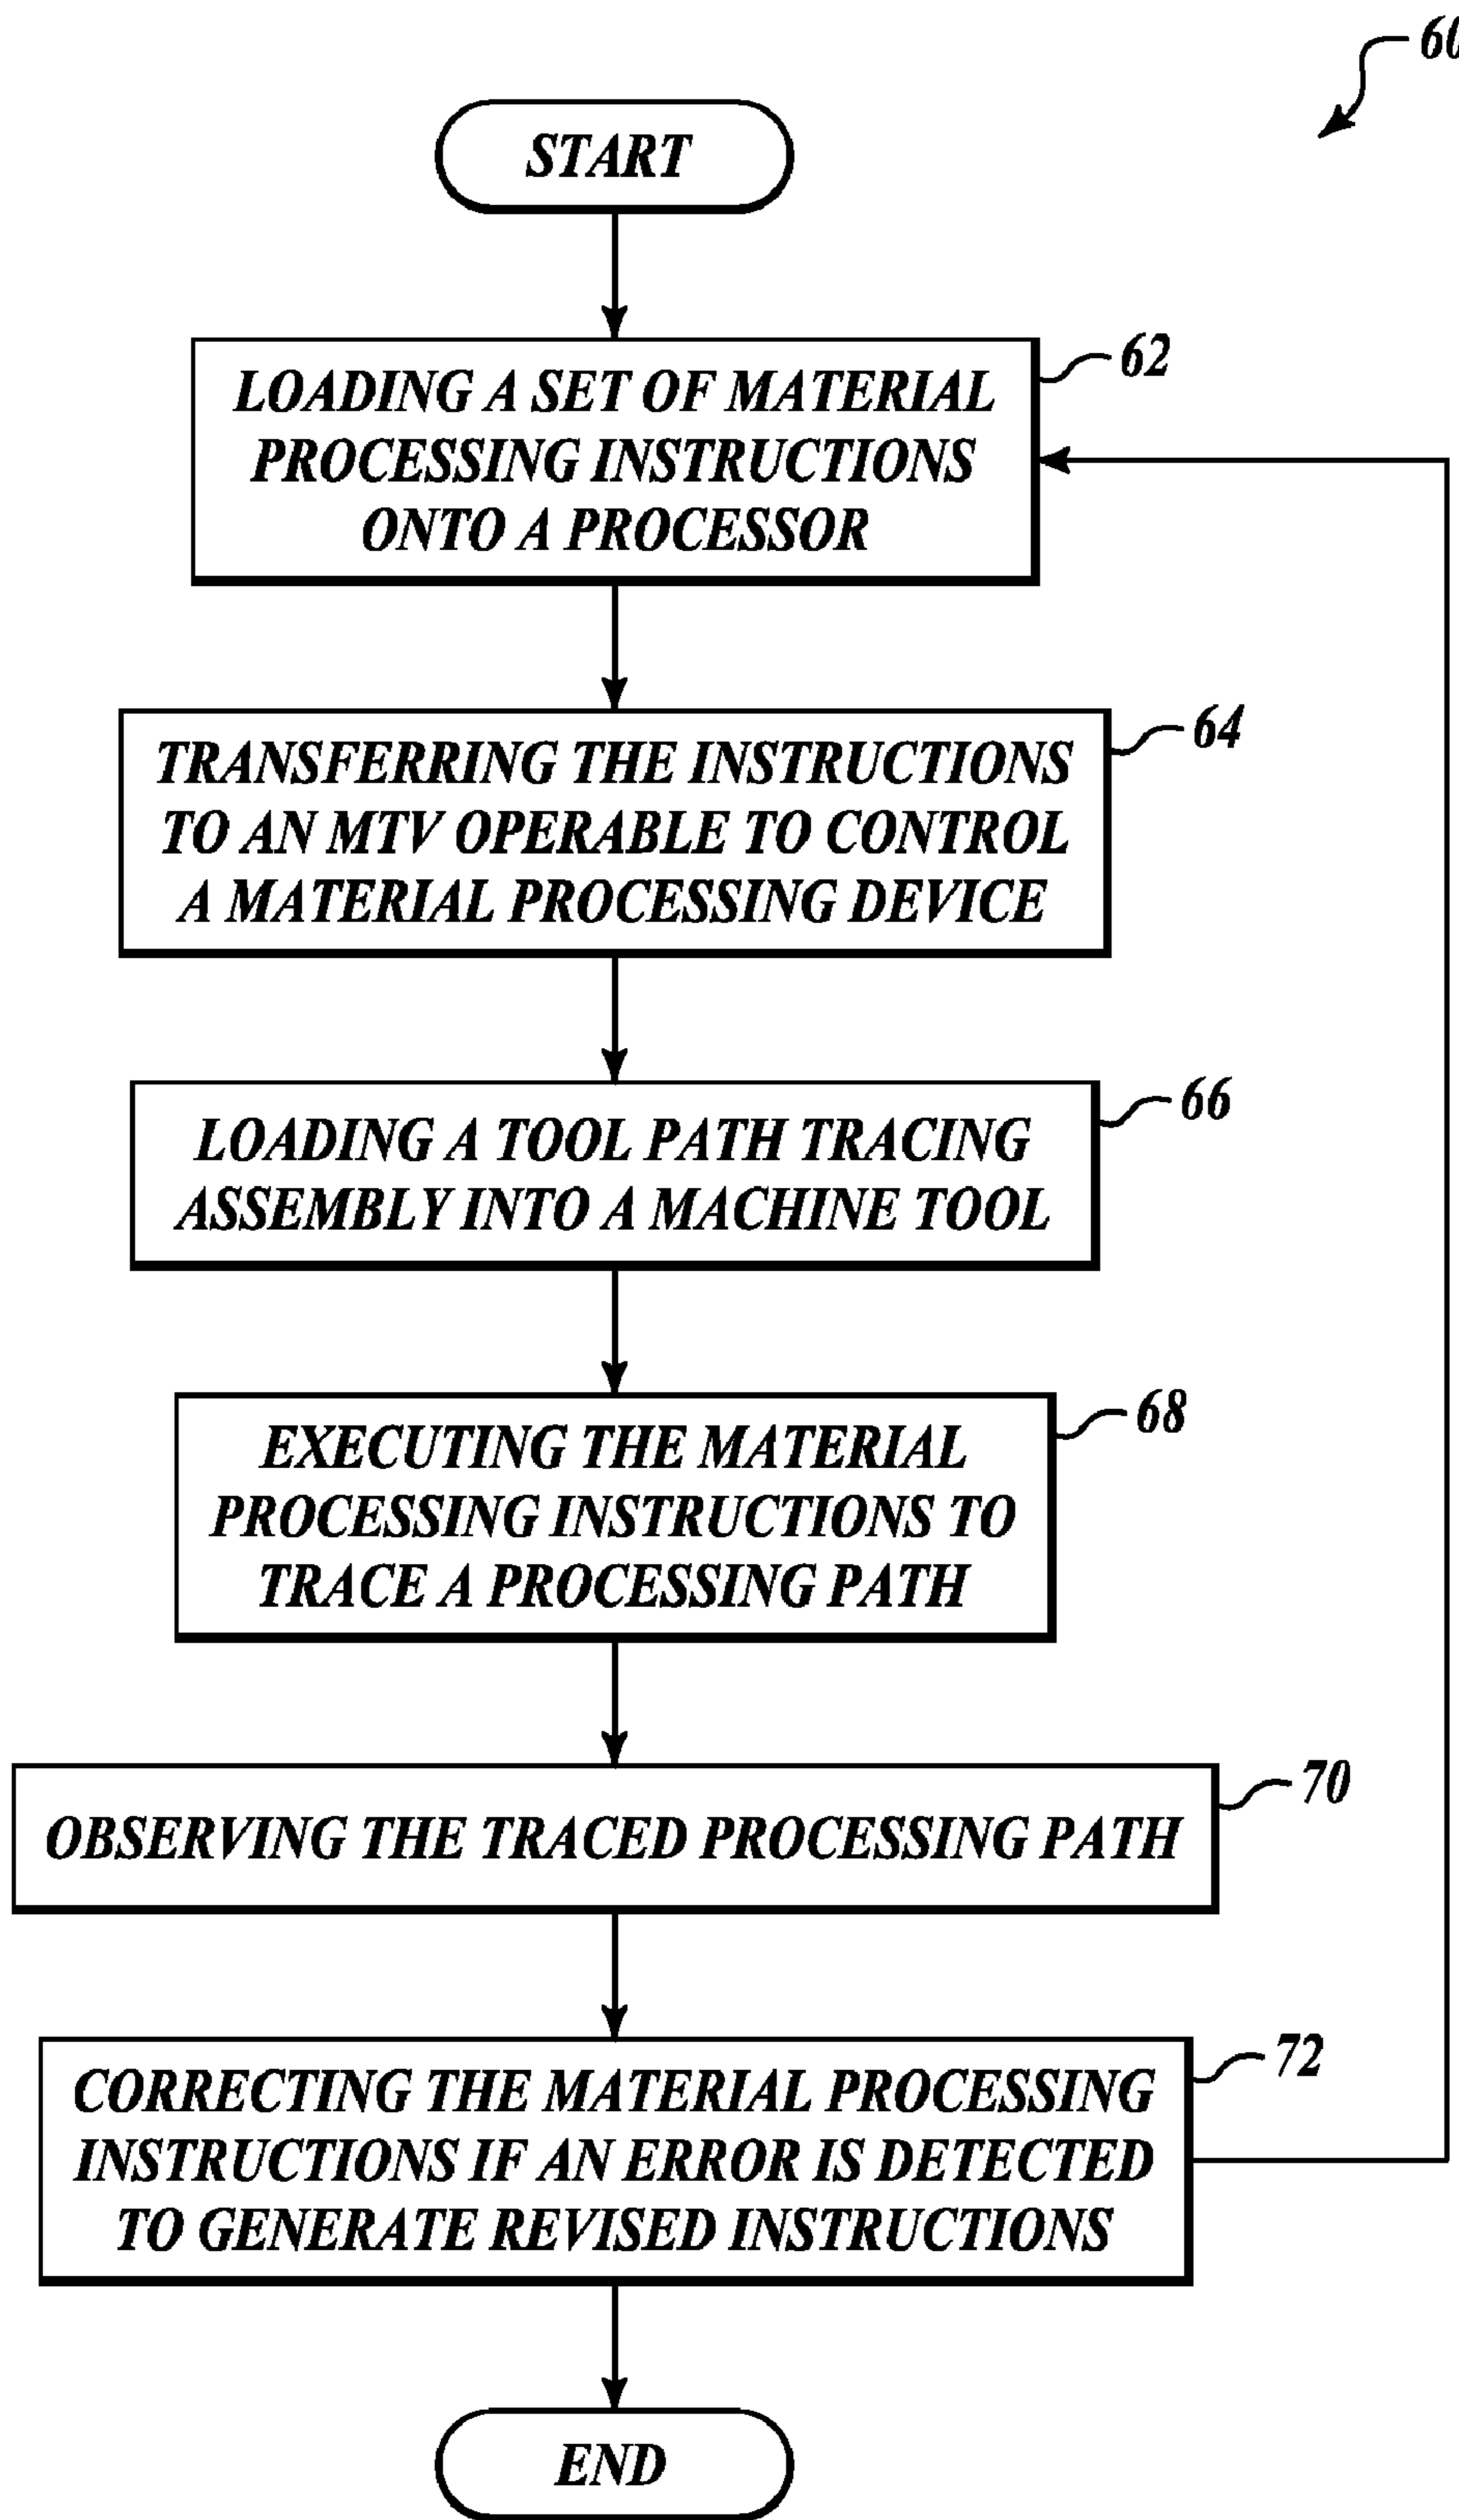 60
START
LOADING A SET OF MATERIAL
PROCESSING INSTRUCTIONS
ONTO A PROCESSOR
62
TRANSFERRING THE INSTRUCTIONS
TO AN MTV OPERABLE TO CONTROL
A MATERIAL PROCESSING DEVICE
64
LOADING A TOOL PATH TRACING
ASSEMBLY INTO A MACHINE TOOL
66
EXECUTING THE MATERIAL
PROCESSING INSTRUCTIONS TO
TRACE A PROCESSING PATH
68
OBSERVING THE TRACED PROCESSING PATH
70
CORRECTING THE MATERIAL PROCESSING
INSTRUCTIONS IF AN ERROR IS DETECTED
TO GENERATE REVISED INSTRUCTIONS
72
END